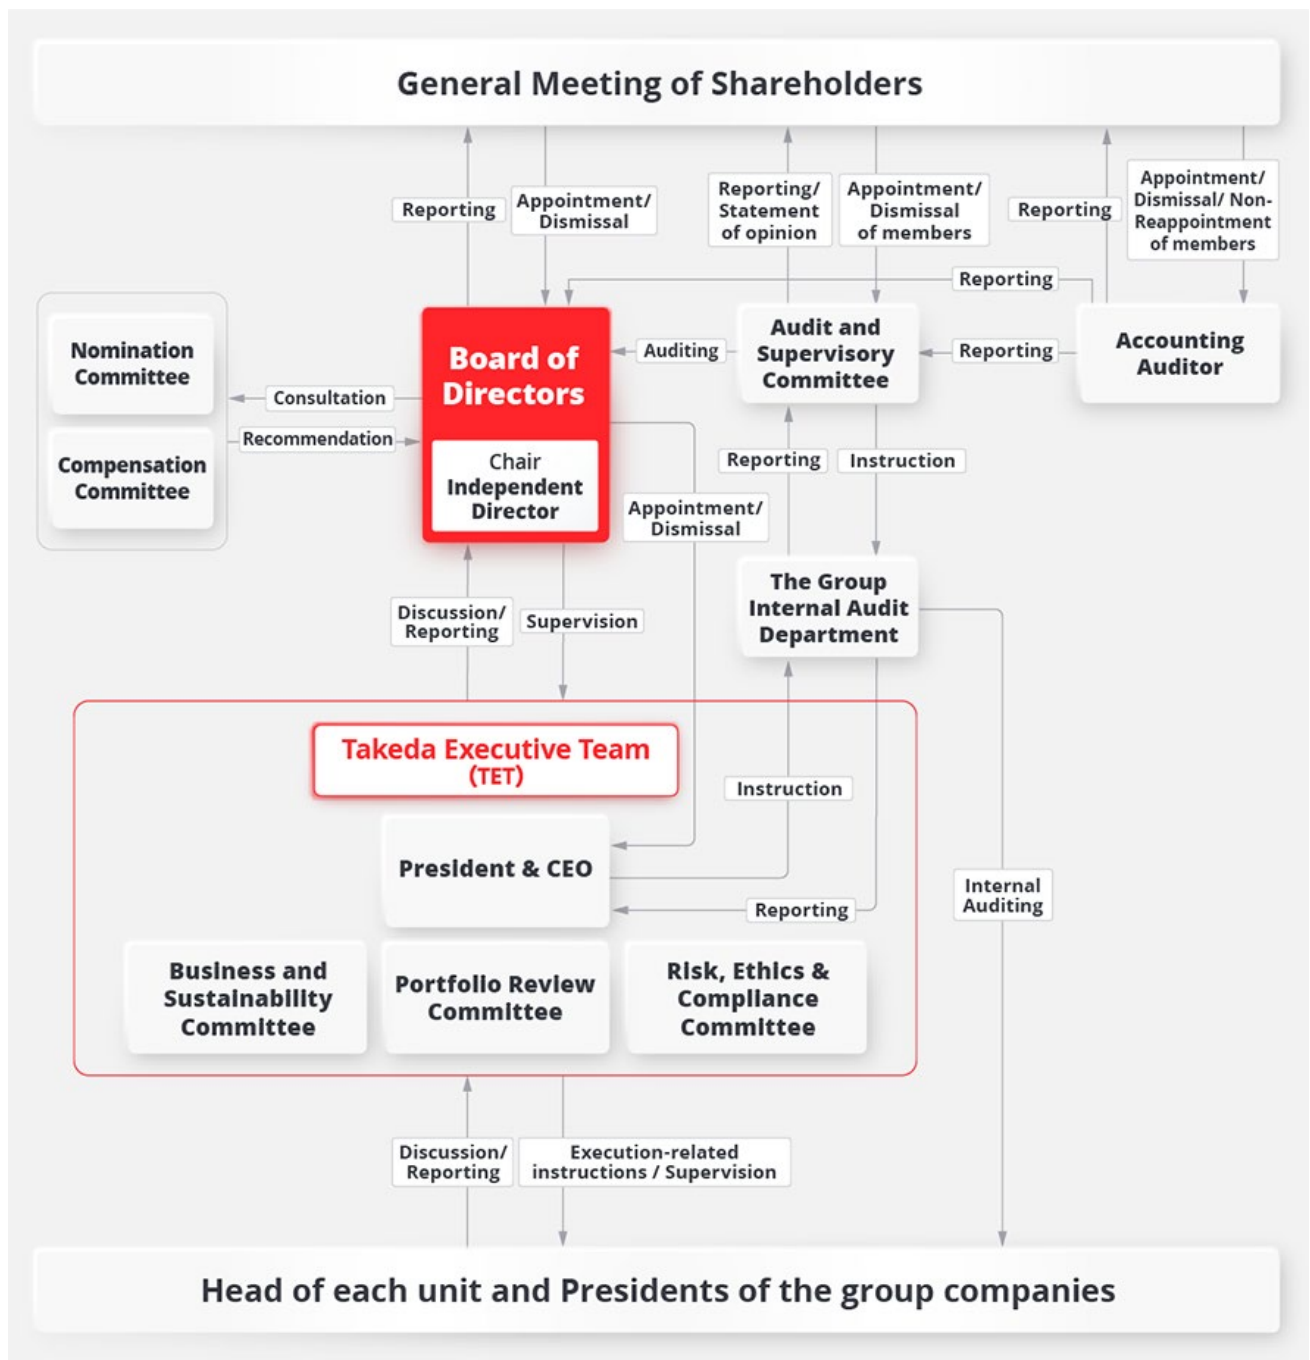 General Meeting of Shareholders
Reporting
Appointment/
Dismissal
Reporting/
Statement
of opinion
Appointment/
Dismissal
of members
Reporting
Appointment/
Dismissal/ Non-
Reappointment
of members
Reporting
Nomination
Committee
Compensation
Committee
Consultation
Recommendation
Board of
Directors
Chair
Independent
Director
Auditing
Audit and
Supervisory
Committee
Reporting
Accounting
Auditor
Reporting
Instruction
Appointment/
Dismissal
The Group
Internal Audit
Department
Discussion/
Reporting
Supervision
Takeda Executive Team
(TET)
Instruction
President & CEO
Reporting
Internal
Auditing
Business and
Sustainability
Committee
Portfolio Review
Committee
Risk, Ethics &
Compliance
Committee
Discussion/
Reporting
Execution-related
instructions / Supervision
Head of each unit and Presidents of the group companies